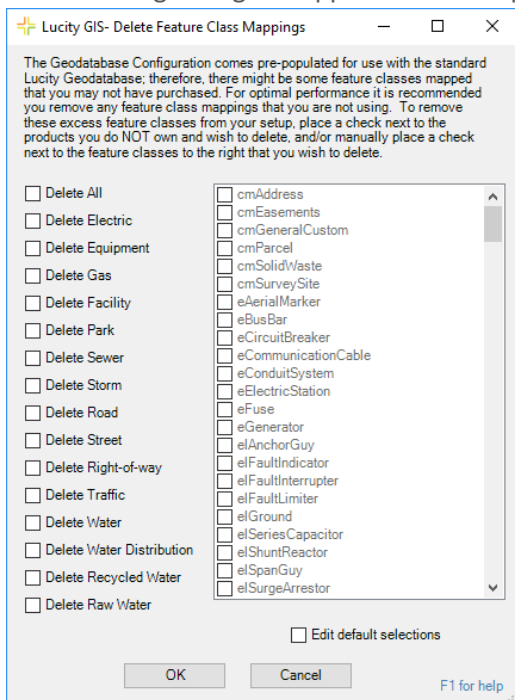 Lucity GIS- Delete Feature Class Mappings
The Geodatabase Configuration comes pre-populated for use with the standard
Lucity Geodatabase; therefore, there might be some feature classes mapped
that you may not have purchased. For optimal performance it is recommended
you remove any feature class mappings that you are not using. To remove
these excess feature classes from your setup, place a check next to the
products you do NOT own and wish to delete, and/or manually place a check
next to the feature classes to the right that you wish to delete.
Delete All
Delete Electric
Delete Equipment
Delete Gas
Delete Facility
Delete Park
Delete Sewer
Delete Storm
Delete Road
Delete Street
Delete Right-of-way
Delete Traffic
Delete Water
Delete Water Distribution
Delete Recycled Water
Delete Raw Water
cmAddress
cmEasements
cmGeneralCustom
cmParcel
cmSolidWaste
cmSurveySite
eAerialMarker
eBusBar
eCircuitBreaker
eCommunicationCable
eConduitSystem
eElectricStation
eFuse
eGenerator
elAnchorGuy
elFaultIndicator
elFaultInterrupter
elFaultLimiter
elGround
elSeriesCapacitor
elShuntReactor
elSpanGuy
elSurgeArrestor
Edit default selections
OK
Cancel
F1 for help